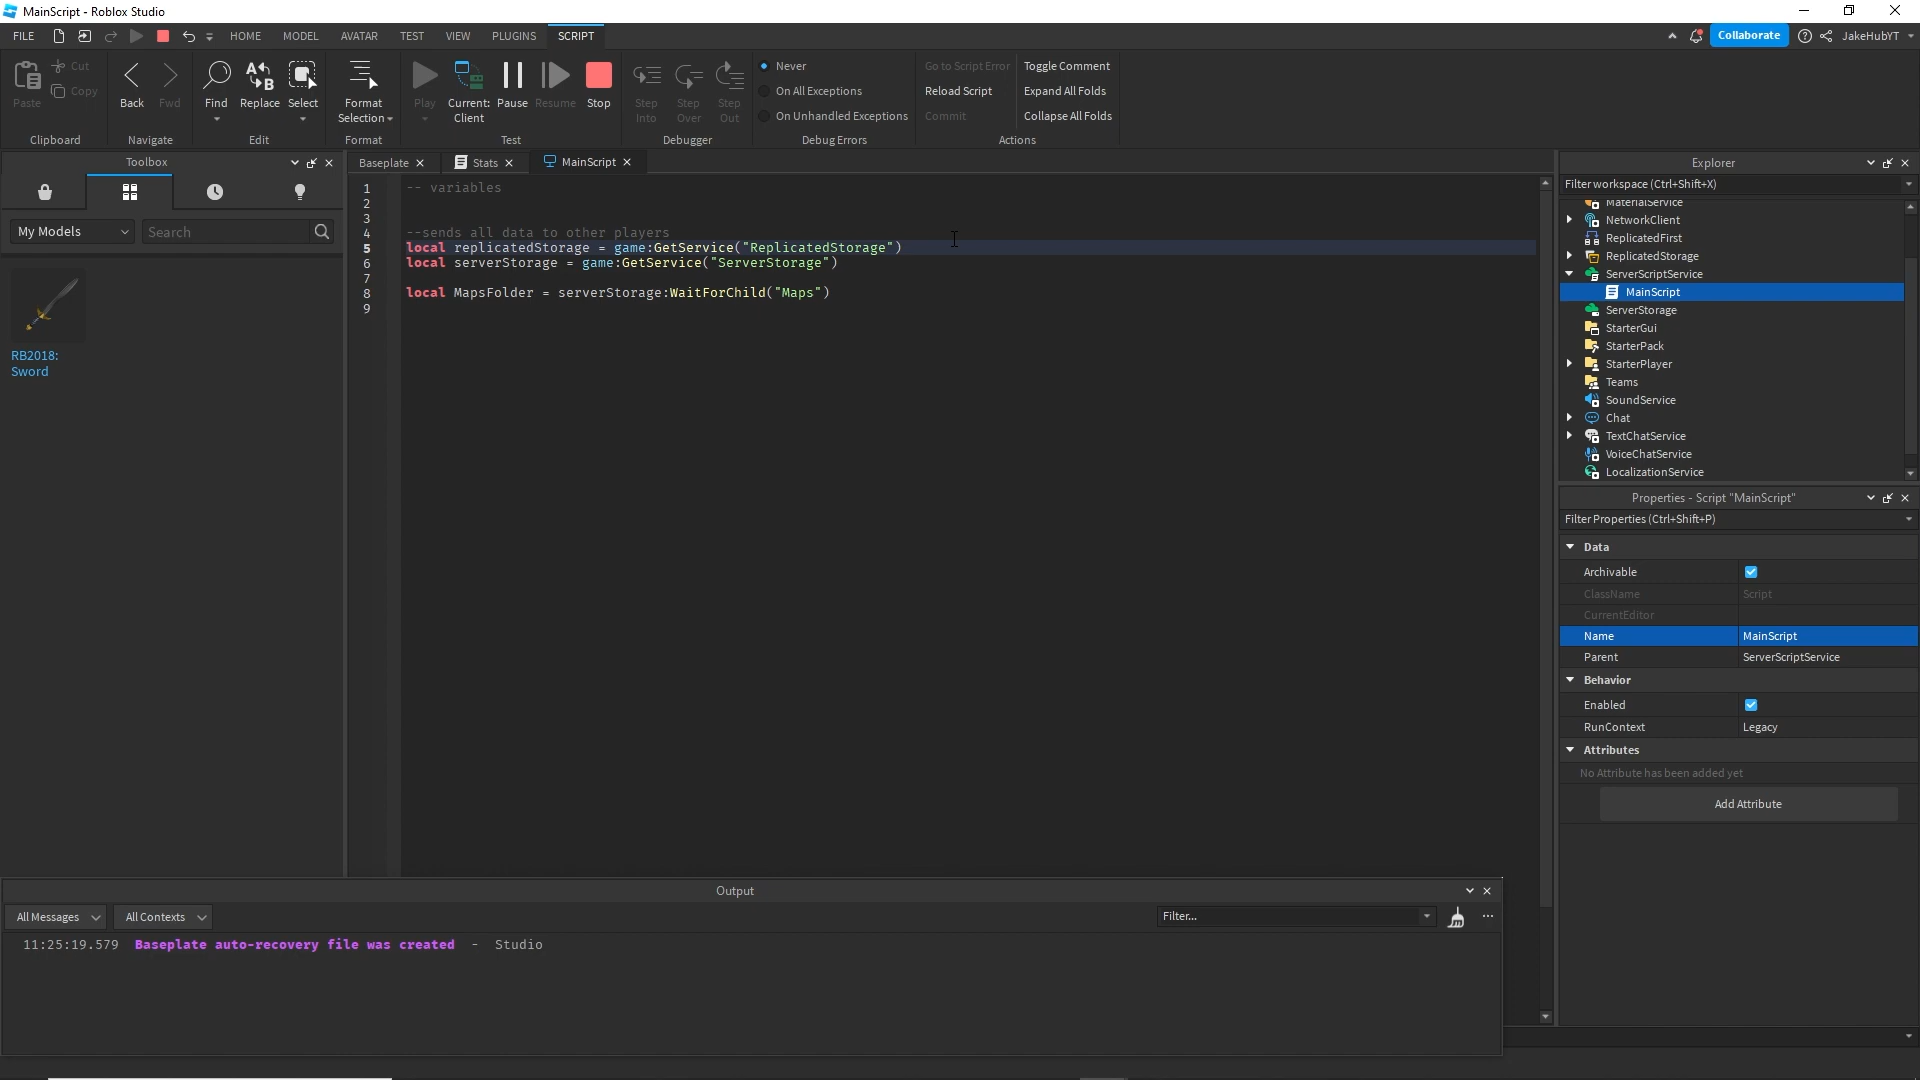 MainScript - Roblox Studio
FILE
HOME
MODEL
AVATAR
TEST
VIEW
PLUGINS
SCRIPT
Collaborate
JakeHubYT
Paste
Cut
Copy
Clipboard
Back
Fwd
Navigate
Find
Replace
Select
Edit
Format
Selection
Format
Play
Current:
Client
Pause
Resume
Stop
Test
Step
Into
Step
Over
Step
Out
Debugger
Never
On All Exceptions
On Unhandled Exceptions
Debug Errors
Go to Script Error
Reload Script
Commit
Toggle Comment
Expand All Folds
Collapse All Folds
Actions
Toolbox
My Models
Search
RB2018:
Sword
Baseplate
Stats
MainScript
1 -- variables
2
3
4 --sends all data to other players
5 local replicatedStorage = game:GetService("ReplicatedStorage")
6 local serverStorage = game:GetService("ServerStorage")
7
8 local MapsFolder = serverStorage:WaitForChild("Maps")
9
Explorer
Filter workspace (Ctrl+Shift+X)
MaterialService
NetworkClient
ReplicatedFirst
ReplicatedStorage
ServerScriptService
MainScript
ServerStorage
StarterGui
StarterPack
StarterPlayer
Teams
SoundService
Chat
TextChatService
VoiceChatService
LocalizationService
Properties - Script "MainScript"
Filter Properties (Ctrl+Shift+P)
Data
Archivable
ClassName Script
CurrentEditor
Name MainScript
Parent ServerScriptService
Behavior
Enabled
RunContext Legacy
Attributes
No Attribute has been added yet
Add Attribute
Output
All Messages
All Contexts
Filter...
11:25:19.579 Baseplate auto-recovery file was created - Studio